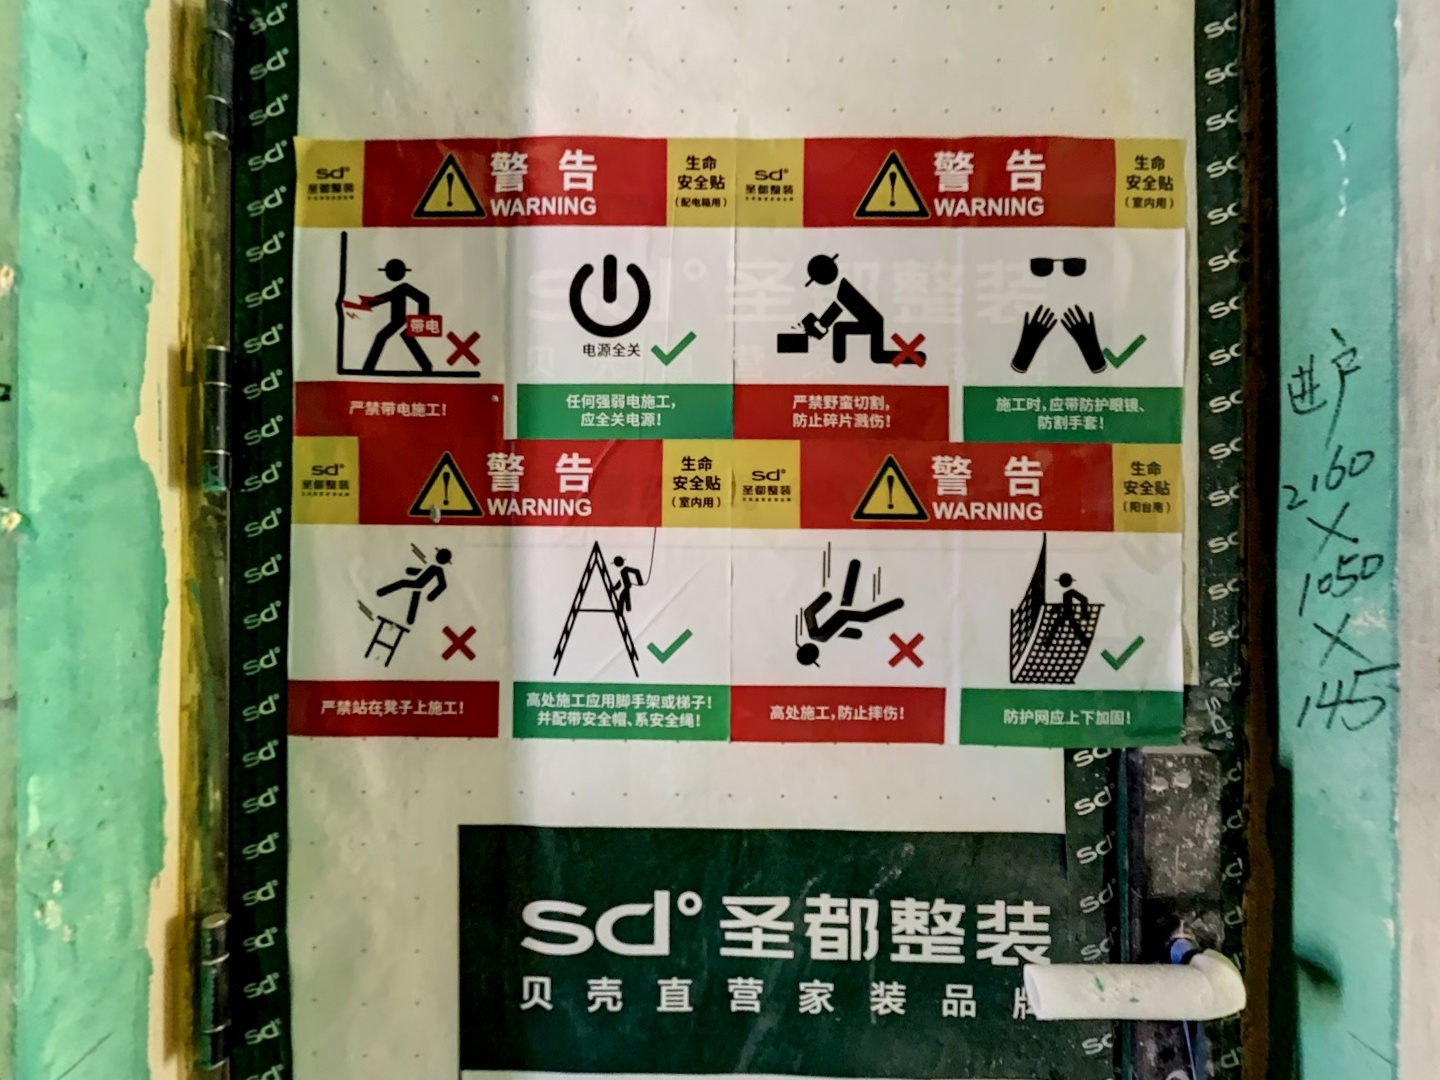 sd°
圣都整装
警告
WARNING
生命
安全贴
(配电箱用)
sd°
圣都整装
警告
WARNING
生命
安全贴
(室内用)
带电
电源全关
严禁带电施工!
任何强弱电施工,
应全关电源!
严禁野蛮切割,
防止碎片溅伤!
施工时,应带防护眼镜、
防割手套!
sd°
圣都整装
警告
WARNING
生命
安全贴
(室内用)
sd°
圣都整装
警告
WARNING
生命
安全贴
(阳台用)
严禁站在凳子上施工!
高处施工应用脚手架或梯子!
并配带安全帽、系安全绳!
高处施工,防止摔伤!
防护网应上下加固!
sd°圣都整装
贝壳直营家装品牌
进户
2160
X
1050
X
145